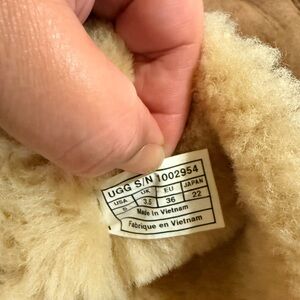 UGG S/N 1002954
USA UK EU JAPAN
5 3.5 36 22
Made in Vietnam
Fabriqué en Vietnam